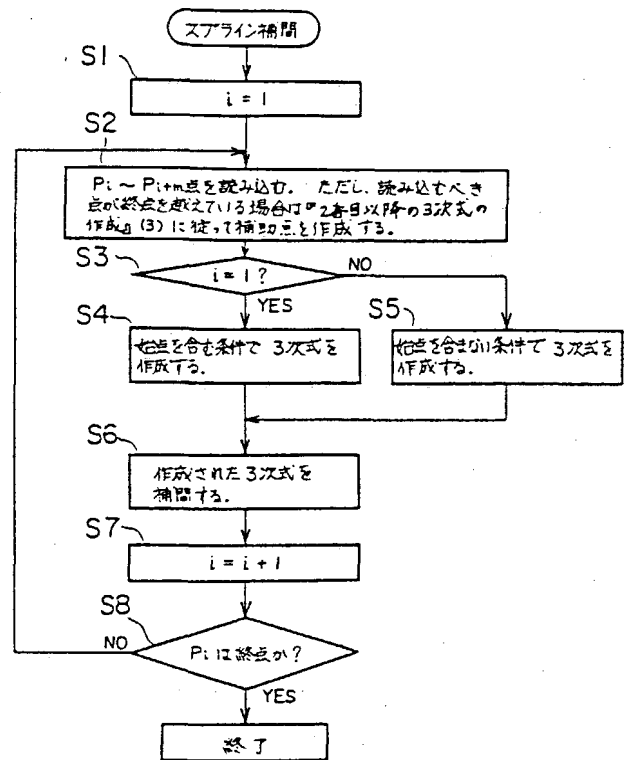 スプライン補間
S1
i = 1
S2
Pi ~ Pi+m点を読み込む。ただし、読み込むべき
点が終点を越えている場合は『2番目以降の3次式の
作成』(3)に従って補助点を作成する。
S3
i = 1 ?
NO
YES
S4
始点を含む条件で 3次式を
作成する.
S5
始点を含まない条件で 3次式を
作成する.
S6
作成された3次式を
補間する.
S7
i = i + 1
S8
Pi は終点か?
NO
YES
終了